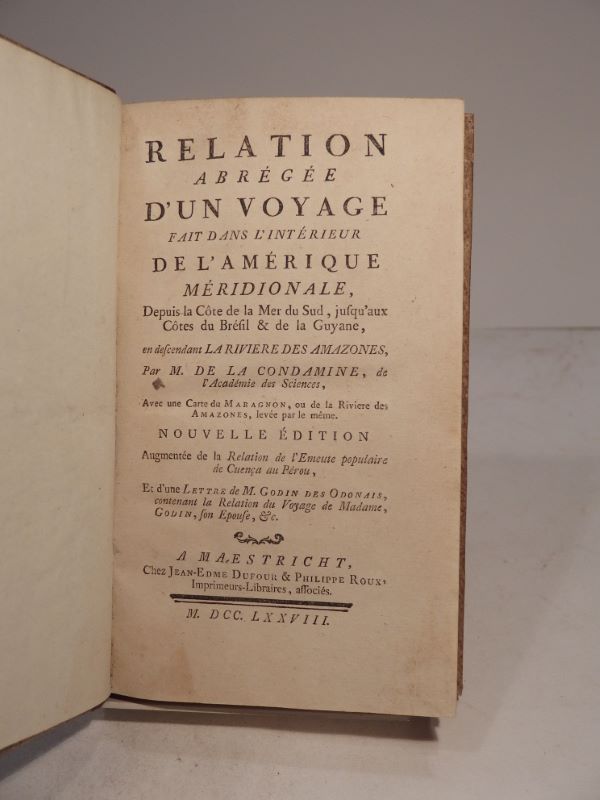 RELATION
ABRÉGÉE
D'UN VOYAGE
FAIT DANS L'INTÉRIEUR
DE L'AMÉRIQUE
MÉRIDIONALE,
Depuis la Côte de la Mer du Sud, juſqu'aux
Côtes du Bréſil & de la Guyane,
en deſcendant LA RIVIERE DES AMAZONES,
Par M. DE LA CONDAMINE, de
l'Académie des Sciences,
Avec une Carte du MARAGNON, ou de la Riviere des
AMAZONES, levée par le même.
NOUVELLE ÉDITION
Augmentée de la Relation de l'Emeute populaire
de Cuença au Pérou,
Et d'une LETTRE de M. GODIN DES ODONAIS,
contenant la Relation du Voyage de Madame,
GODIN, ſon Epouſe, &c.
A MAESTRICHT,
Chez JEAN-EDME DUFOUR & PHILIPPE ROUX,
Imprimeurs-Libraires, aſſociés.
M. DCC. LXXVIII.